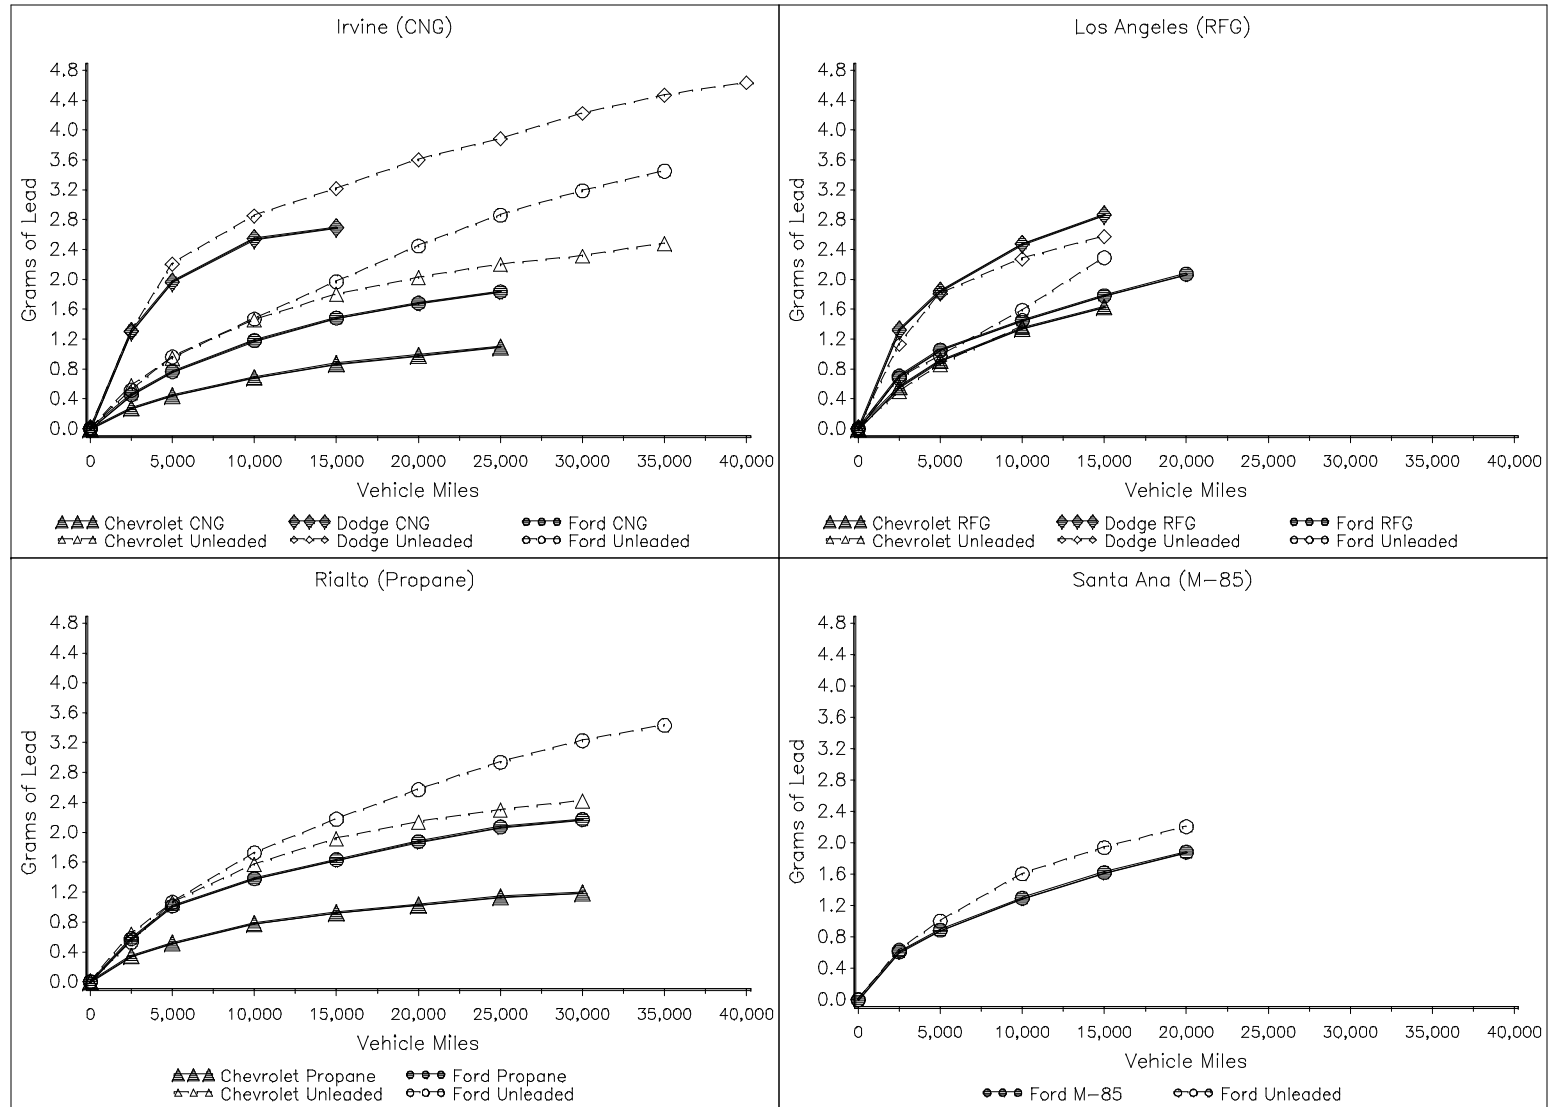 Irvine (CNG)
4.8
4.4
4.0
3.6
3.2
2.8
2.4
2.0
1.6
1.2
0.8
0.4
0.0
Grams of Lead
0 5,000 10,000 15,000 20,000 25,000 30,000 35,000 40,000
Vehicle Miles
Chevrolet CNG Dodge CNG Ford CNG
Chevrolet Unleaded Dodge Unleaded Ford Unleaded
Los Angeles (RFG)
4.8
4.4
4.0
3.6
3.2
2.8
2.4
2.0
1.6
1.2
0.8
0.4
0.0
Grams of Lead
0 5,000 10,000 15,000 20,000 25,000 30,000 35,000 40,000
Vehicle Miles
Chevrolet RFG Dodge RFG Ford RFG
Chevrolet Unleaded Dodge Unleaded Ford Unleaded
Rialto (Propane)
4.8
4.4
4.0
3.6
3.2
2.8
2.4
2.0
1.6
1.2
0.8
0.4
0.0
Grams of Lead
0 5,000 10,000 15,000 20,000 25,000 30,000 35,000 40,000
Vehicle Miles
Chevrolet Propane Ford Propane
Chevrolet Unleaded Ford Unleaded
Santa Ana (M-85)
4.8
4.4
4.0
3.6
3.2
2.8
2.4
2.0
1.6
1.2
0.8
0.4
0.0
Grams of Lead
0 5,000 10,000 15,000 20,000 25,000 30,000 35,000 40,000
Vehicle Miles
Ford M-85 Ford Unleaded